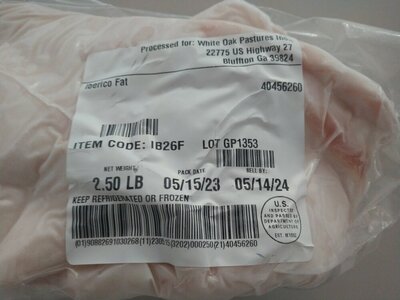 Processed for: White Oak Pastures Inc.
22775 US Highway 27
Bluffton Ga 39824
Iberico Fat 40456260
ITEM CODE: IB26F LOT GP1353
NET WEIGHT PACK DATE SELL BY:
2.50 LB 05/15/23 05/14/24
KEEP REFRIGERATED OR FROZEN
U.S.
INSPECTED
AND PASSED BY
DEPARTMENT OF
AGRICULTURE